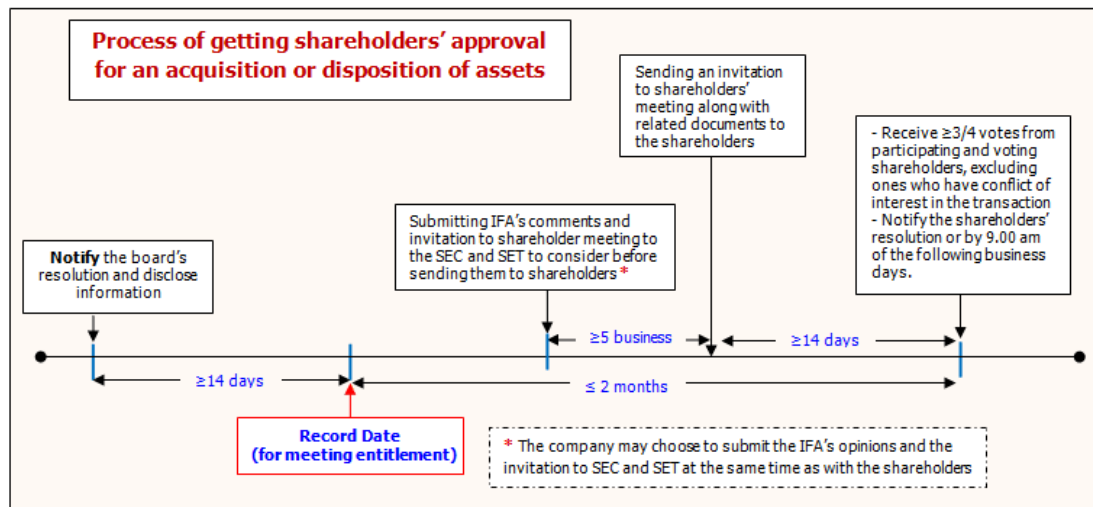 Process of getting shareholders' approval
for an acquisition or disposition of assets
Sending an invitation
to shareholders'
meeting along with
related documents to
the shareholders
- Receive ≥3/4 votes from
participating and voting
shareholders, excluding
ones who have conflict of
interest in the transaction
- Notify the shareholders'
resolution or by 9.00 am
of the following business
days.
Submitting IFA's comments and
invitation to shareholder meeting to
the SEC and SET to consider before
sending them to shareholders *
Notify the board's
resolution and disclose
information
≥5 business
≥14 days
≥14 days
≤ 2 months
Record Date
(for meeting entitlement)
* The company may choose to submit the IFA's opinions and the
invitation to SEC and SET at the same time as with the shareholders